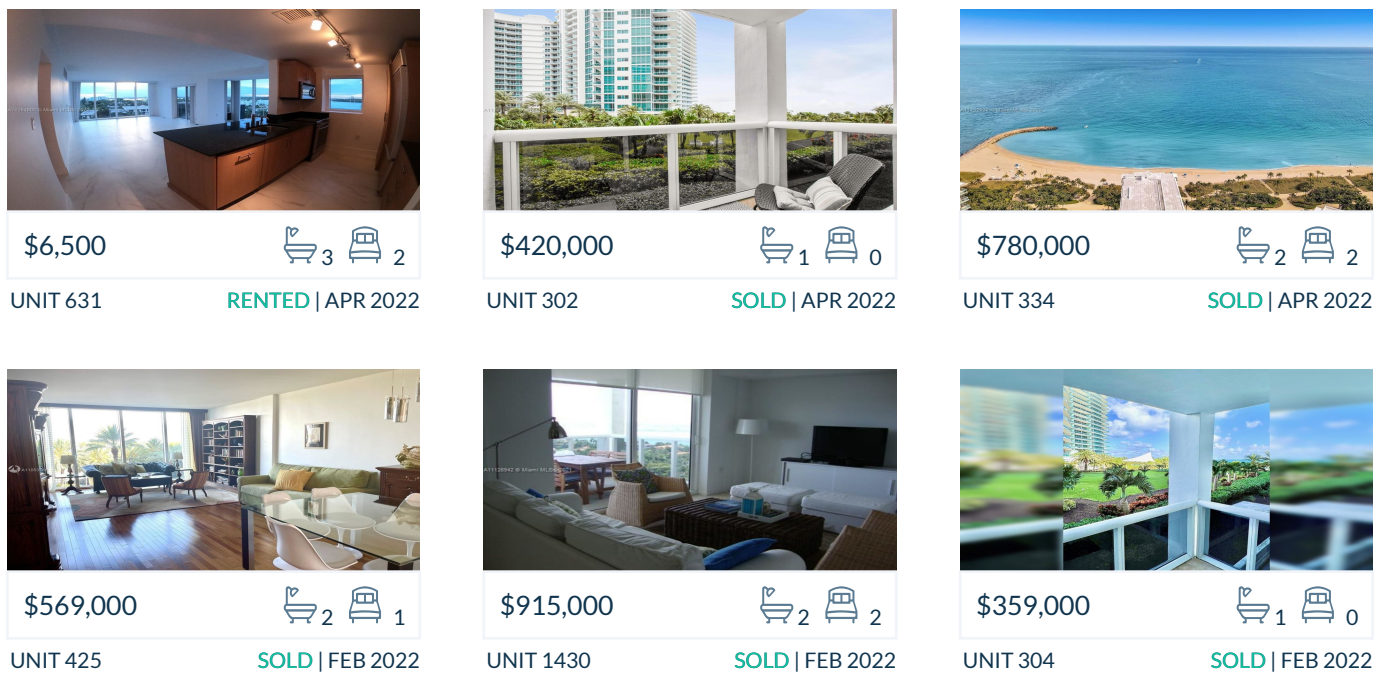 $6,500 3 2
UNIT 631 RENTED | APR 2022
$420,000 1 0
UNIT 302 SOLD | APR 2022
$780,000 2 2
UNIT 334 SOLD | APR 2022
$569,000 2 1
UNIT 425 SOLD | FEB 2022
$915,000 2 2
UNIT 1430 SOLD | FEB 2022
$359,000 1 0
UNIT 304 SOLD | FEB 2022